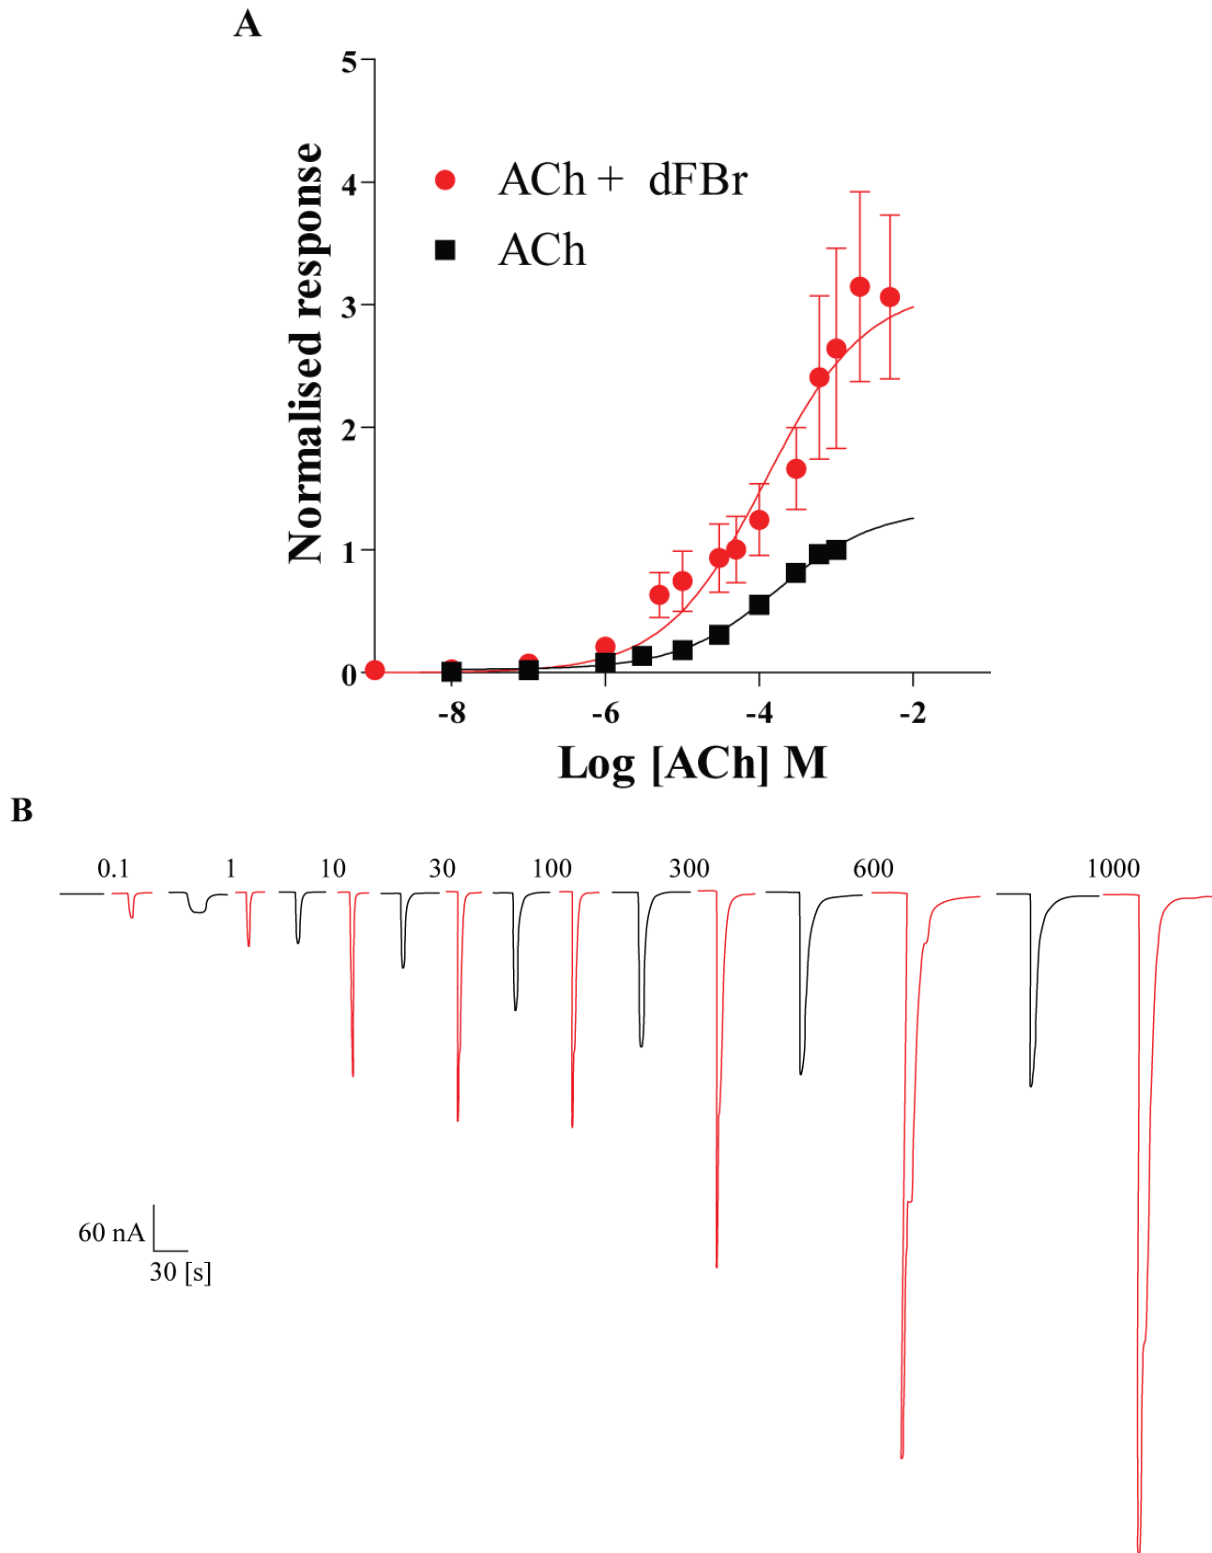 A
5
4
3
2
1
0
Normalised response
ACh + dFBr
ACh
-8 -6 -4 -2
Log [ACh] M
B
0.1 1 10 30 100 300 600 1000
60 nA
30 [s]